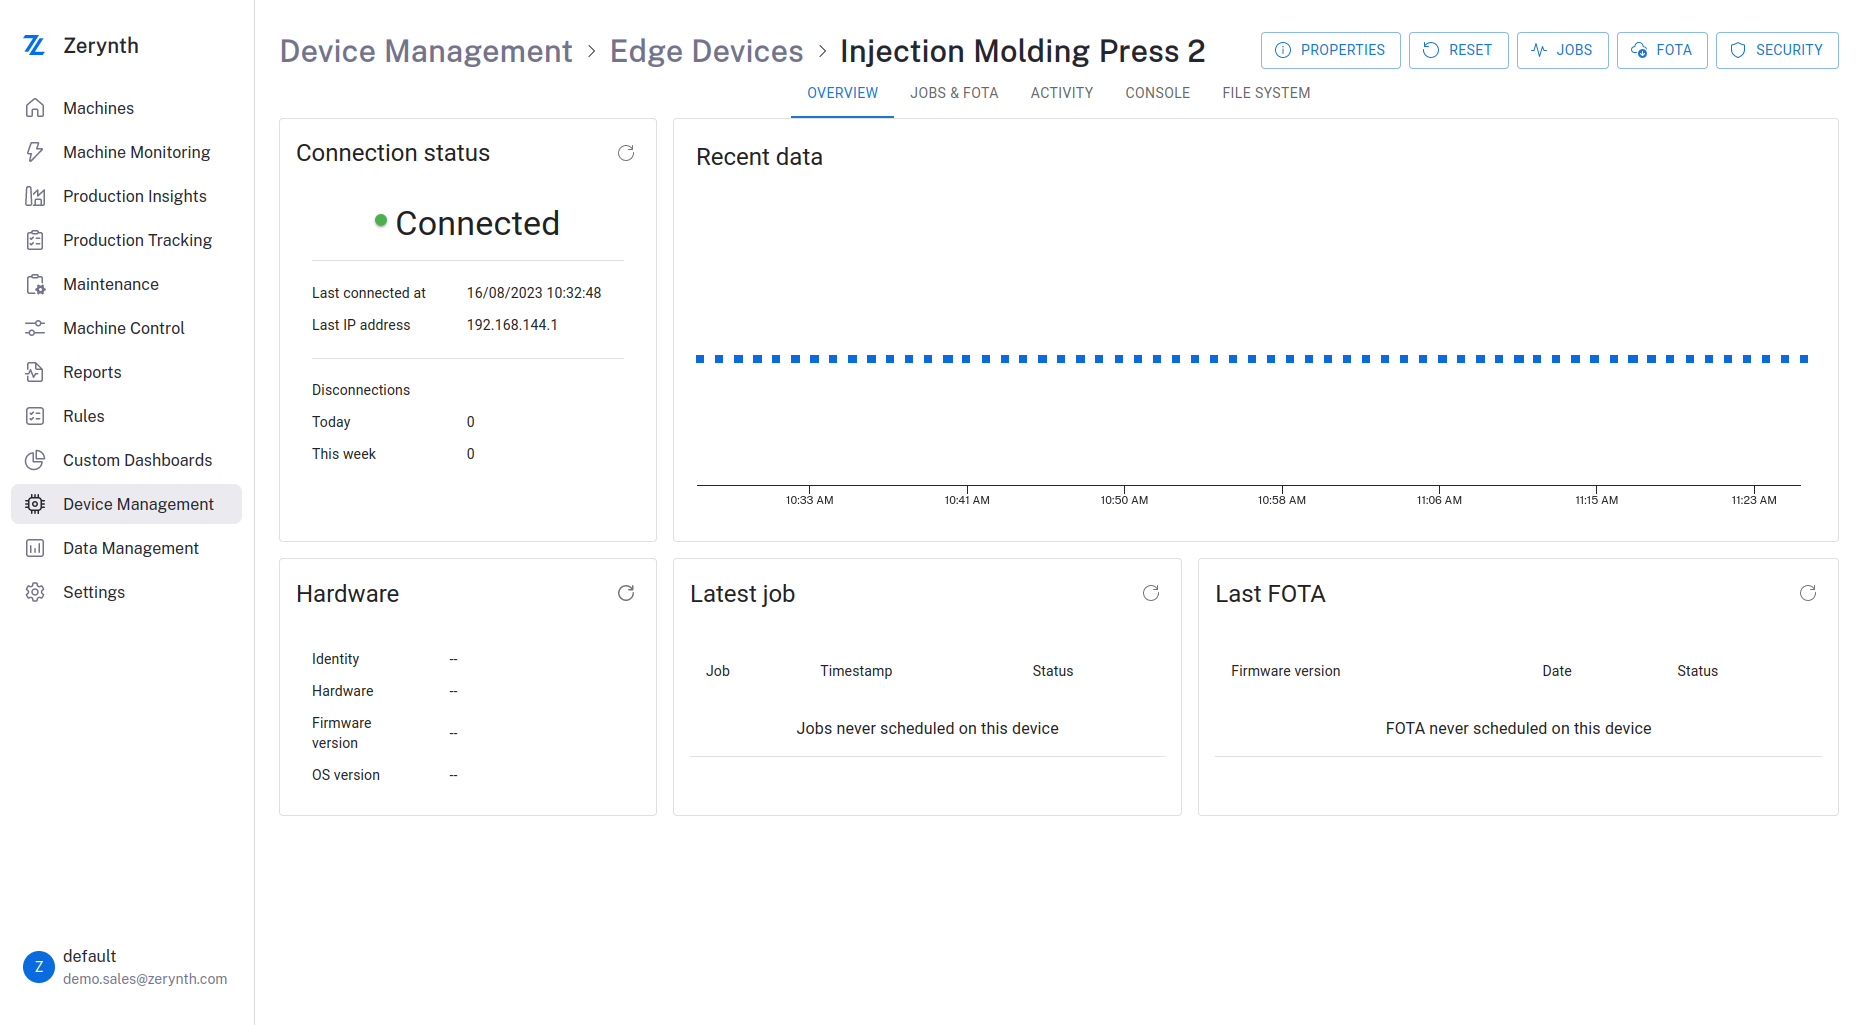 Zerynth
Machines
Machine Monitoring
Production Insights
Production Tracking
Maintenance
Machine Control
Reports
Rules
Custom Dashboards
Device Management
Data Management
Settings
Z
default
demo.sales@zerynth.com
Device Management > Edge Devices > Injection Molding Press 2
PROPERTIES
RESET
JOBS
FOTA
SECURITY
OVERVIEW
JOBS & FOTA
ACTIVITY
CONSOLE
FILE SYSTEM
Connection status
Connected
Last connected at 16/08/2023 10:32:48
Last IP address 192.168.144.1
Disconnections
Today 0
This week 0
Recent data
10:33 AM 10:41 AM 10:50 AM 10:58 AM 11:06 AM 11:15 AM 11:23 AM
Hardware
Identity --
Hardware --
Firmware
version --
OS version --
Latest job
Job Timestamp Status
Jobs never scheduled on this device
Last FOTA
Firmware version Date Status
FOTA never scheduled on this device